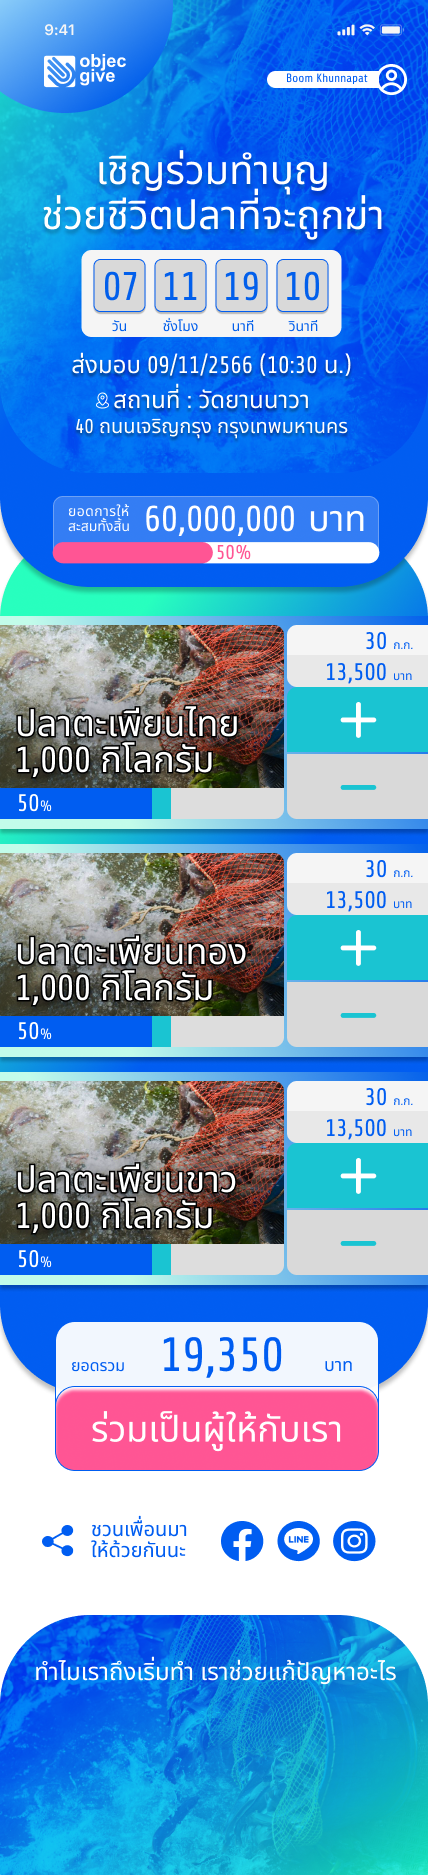 9:41
objec
give
Boom Khunnapat
เชิญร่วมทำบุญ
ช่วยชีวิตปลาที่จะถูกฆ่า
07 11 19 10
วัน ชั่งโมง นาที วินาที
ส่งมอบ 09/11/2566 (10:30 น.)
สถานที่ : วัดยานนาวา
40 ถนนเจริญกรุง กรุงเทพมหานคร
ยอดการให้
สะสมทั้งสิ้น
60,000,000 บาท
50%
ปลาตะเพียนไทย
1,000 กิโลกรัม
50%
30 ก.ก.
13,500 บาท
ปลาตะเพียนทอง
1,000 กิโลกรัม
50%
30 ก.ก.
13,500 บาท
ปลาตะเพียนขาว
1,000 กิโลกรัม
50%
30 ก.ก.
13,500 บาท
ยอดรวม 19,350 บาท
ร่วมเป็นผู้ให้กับเรา
ชวนเพื่อนมา
ให้ด้วยกันนะ
LINE
ทำไมเราถึงเริ่มทำ เราช่วยแก้ปัญหาอะไร